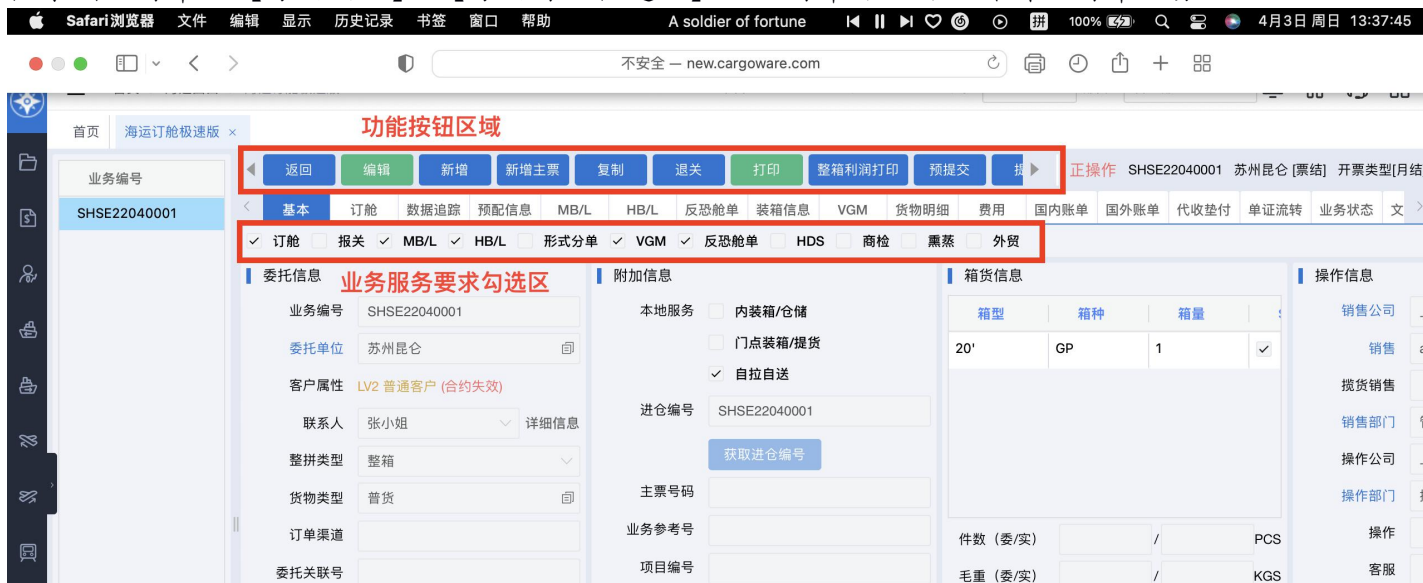 Safari浏览器 文件 编辑 显示 历史记录 书签 窗口 帮助 A soldier of fortune 拼 100% 4月3日 周日 13:37:45
不安全 — new.cargoware.com
首页 海运订舱极速版 × 功能按钮区域
返回 编辑 新增 新增主票 复制 退关 打印 整箱利润打印 预提交 正操作 SHSE22040001 苏州昆仑 [票结] 开票类型[月结
业务编号
SHSE22040001 基本 订舱 数据追踪 预配信息 MB/L HB/L 反恐舱单 装箱信息 VGM 货物明细 费用 国内账单 国外账单 代收垫付 单证流转 业务状态 文
订舱 报关 MB/L HB/L 形式分单 VGM 反恐舱单 HDS 商检 熏蒸 外贸
委托信息 业务服务要求勾选区 附加信息 箱货信息 操作信息
业务编号 SHSE22040001 本地服务 内装箱/仓储 箱型 箱种 箱量 销售公司
委托单位 苏州昆仑 门点装箱/提货 20' GP 1 销售
客户属性 LV2 普通客户 (合约失效) 自拉自送 揽货销售
联系人 张小姐 详细信息 进仓编号 SHSE22040001 销售部门
整拼类型 整箱 获取进仓编号 操作公司
货物类型 普货 主票号码 操作部门
订单渠道 业务参考号 件数（委/实） / PCS 操作
委托关联号 项目编号 毛重（委/实） / KGS 客服